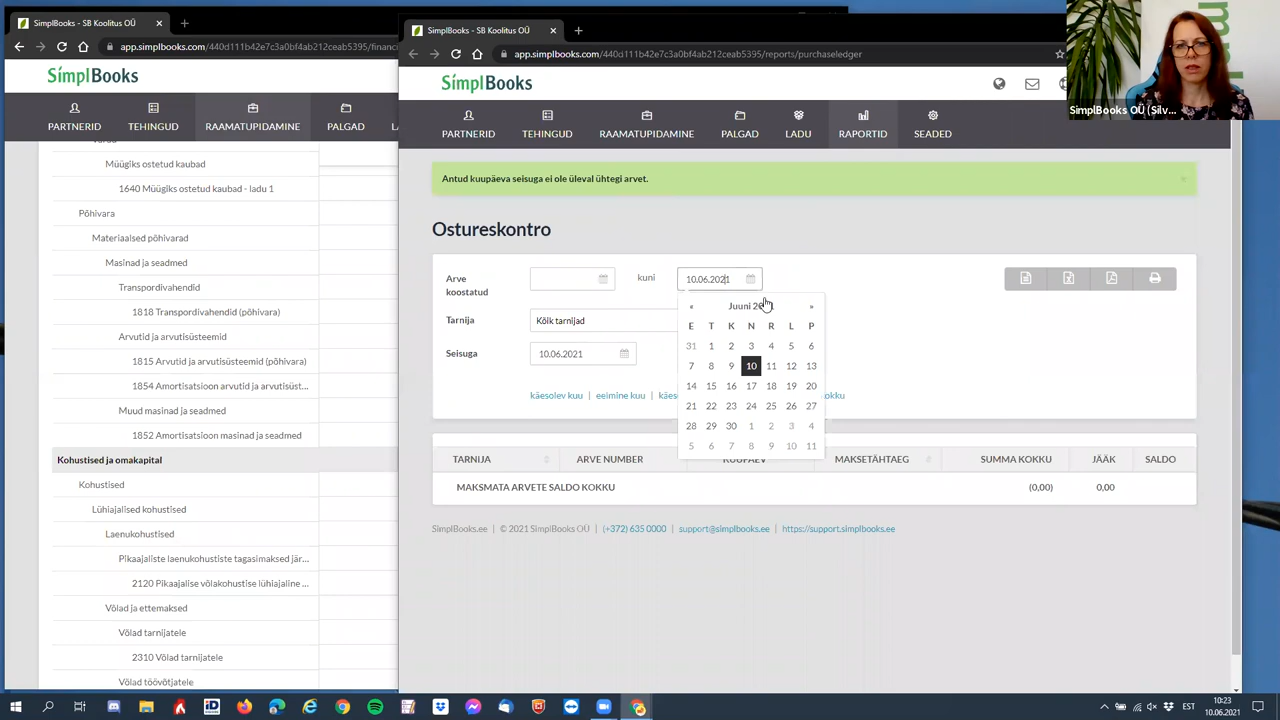 SimplBooks - SB Koolitus OÜ
app.simplbooks.com/440d111b42e7c3a0bf4ab212ceab5395/financi
SimplBooks
PARTNERID
TEHINGUD
RAAMATUPIDAMINE
PALGAD
Müügiks ostetud kaubad
1640 Müügiks ostetud kaubad - ladu 1
Põhivara
Materiaalsed põhivarad
Masinad ja seadmed
Transpordivahendid
1818 Transpordivahendid (põhivara)
Arvutid ja arvutisüsteemid
1815 Arvutid ja arvutisüsteemid (põhivara)
1854 Amortisatsioon arvutid ja arvutisüst...
Muud masinad ja seadmed
1852 Amortisatsioon masinad ja seadmed
Kohustised ja omakapital
Kohustised
Lühiajalised kohustised
Laenukohustised
Pikaajaliste laenukohustiste tagasimaksed jär...
2120 Pikaajalise võlakohustise lühiajaline ...
Võlad ja ettemaksed
Võlad tarnijatele
2310 Võlad tarnijatele
Võlad töövõtjatele
SimplBooks - SB Koolitus OÜ
app.simplbooks.com/440d111b42e7c3a0bf4ab212ceab5395/reports/purchaseledger
SimplBooks
PARTNERID
TEHINGUD
RAAMATUPIDAMINE
PALGAD
LADU
RAPORTID
SEADED
Antud kuupäeva seisuga ei ole üleval ühtegi arvet.
Ostureskontro
Arve koostatud
kuni
10.06.2021
Tarnija
Kõik tarnijad
Seisuga
10.06.2021
käesolev kuu | eelmine kuu |
« Juuni »
E T K N R L P
31 1 2 3 4 5 6
7 8 9 10 11 12 13
14 15 16 17 18 19 20
21 22 23 24 25 26 27
28 29 30 1 2 3 4
5 6 7 8 9 10 11
TARNIJA
ARVE NUMBER
KUUPÄEV
MAKSETÄHTAEG
SUMMA KOKKU
JÄÄK
SALDO
MAKSMATA ARVETE SALDO KOKKU
(0,00)
0,00
SimplBooks.ee | © 2021 SimplBooks OÜ | (+372) 635 0000 | support@simplbooks.ee | https://support.simplbooks.ee
SimplBooks OÜ (Silv...
EST
10:23
10.06.2021